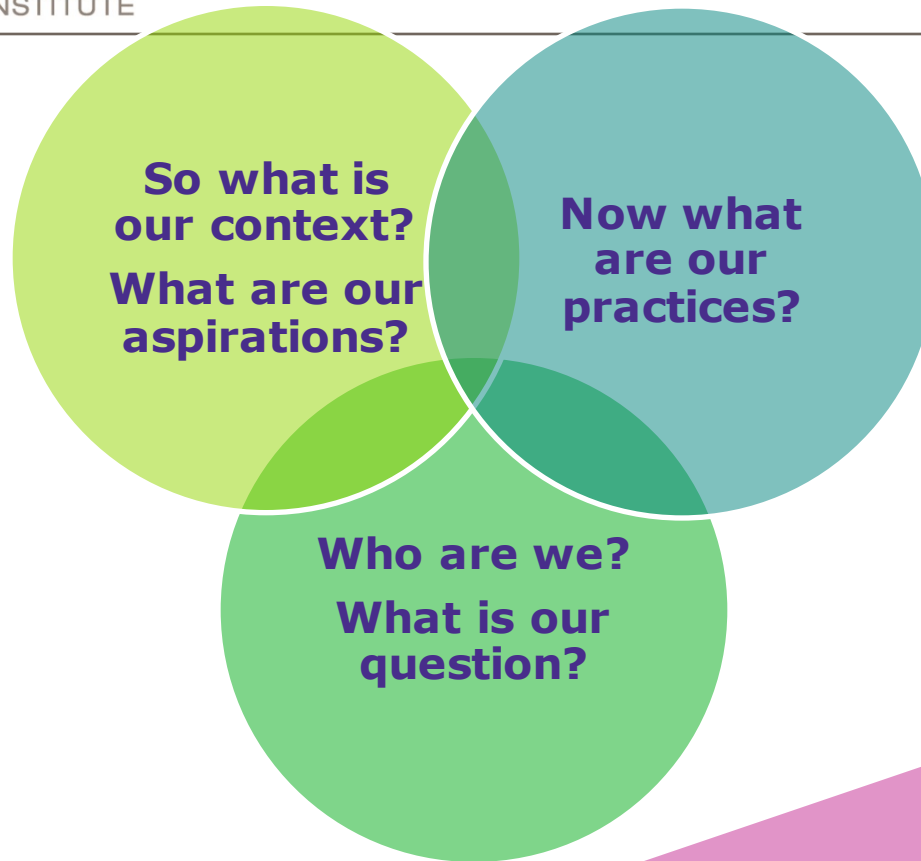 INSTITUTE
So what is
our context?
What are our
aspirations?
Now what
are our
practices?
Who are we?
What is our
question?